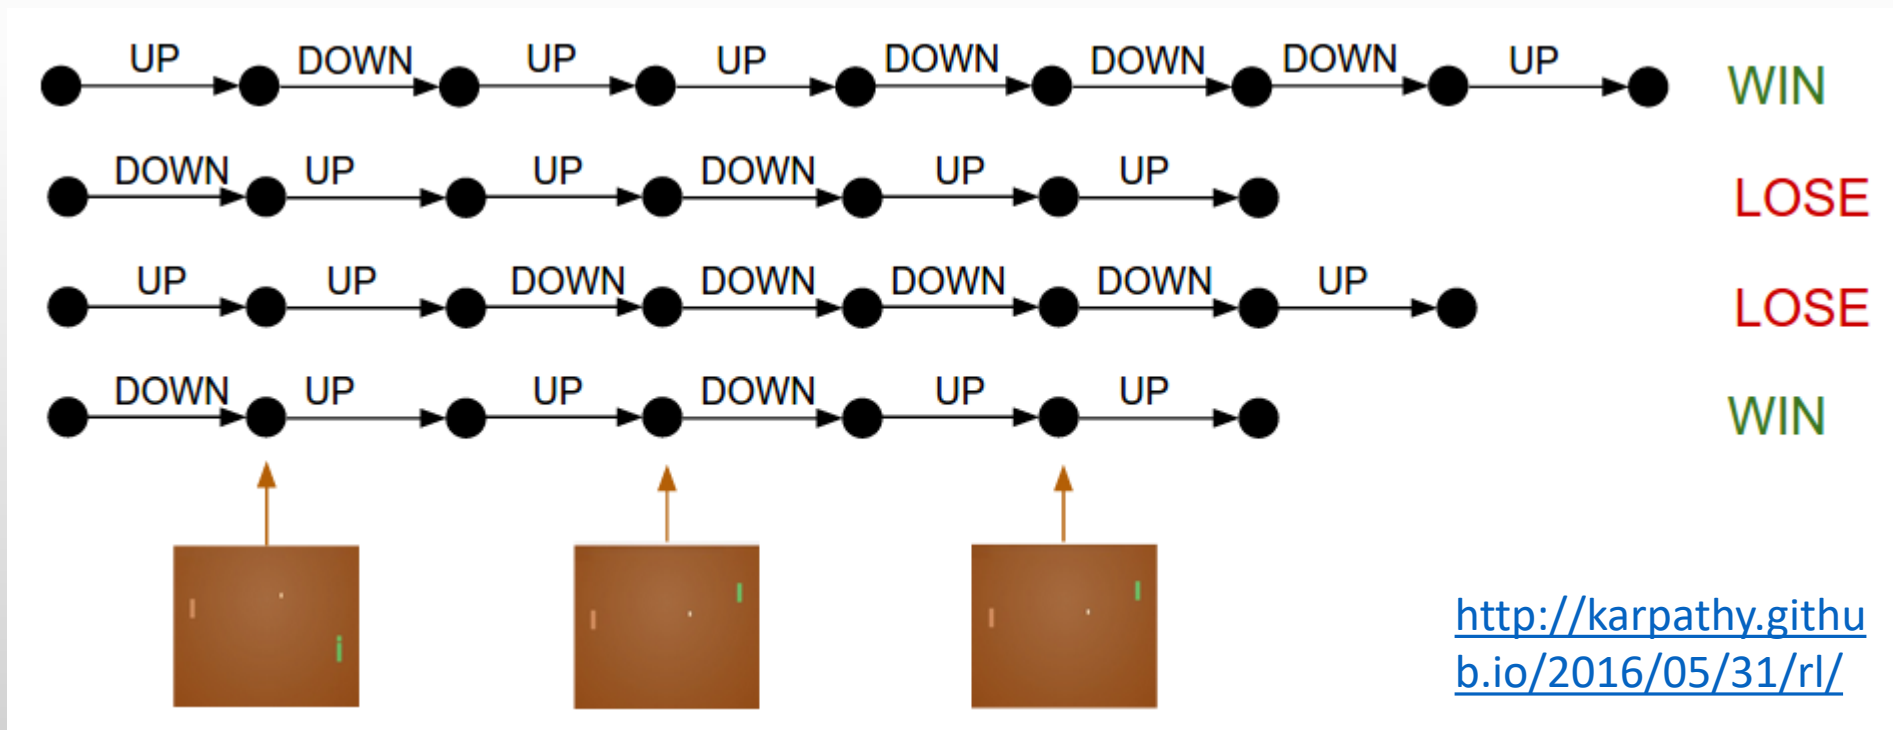 UP DOWN UP UP DOWN DOWN DOWN UP WIN
DOWN UP UP DOWN UP UP LOSE
UP UP DOWN DOWN DOWN DOWN UP LOSE
DOWN UP UP DOWN UP UP WIN
http://karpathy.githu
b.io/2016/05/31/rl/